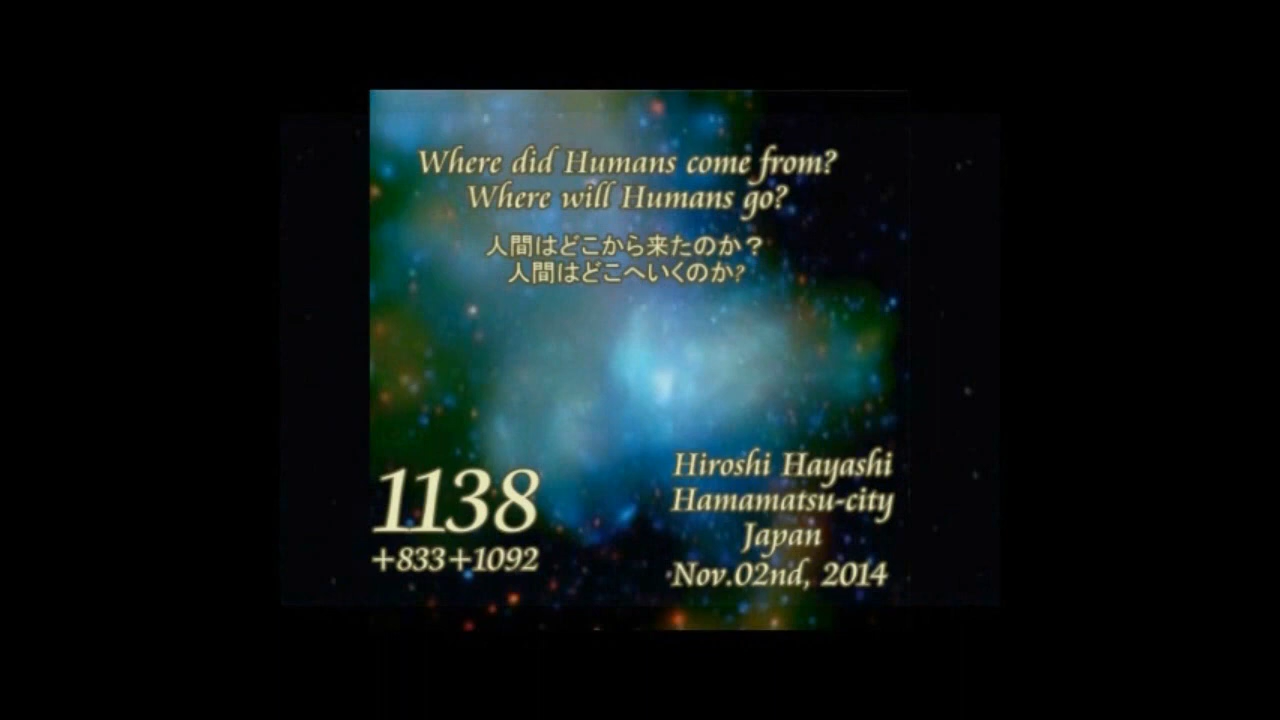 Where did Humans come from?
Where will Humans go?
人間はどこから来たのか？
人間はどこへいくのか?
1138
+833+1092
Hiroshi Hayashi
Hamamatsu-city
Japan
Nov.02nd, 2014